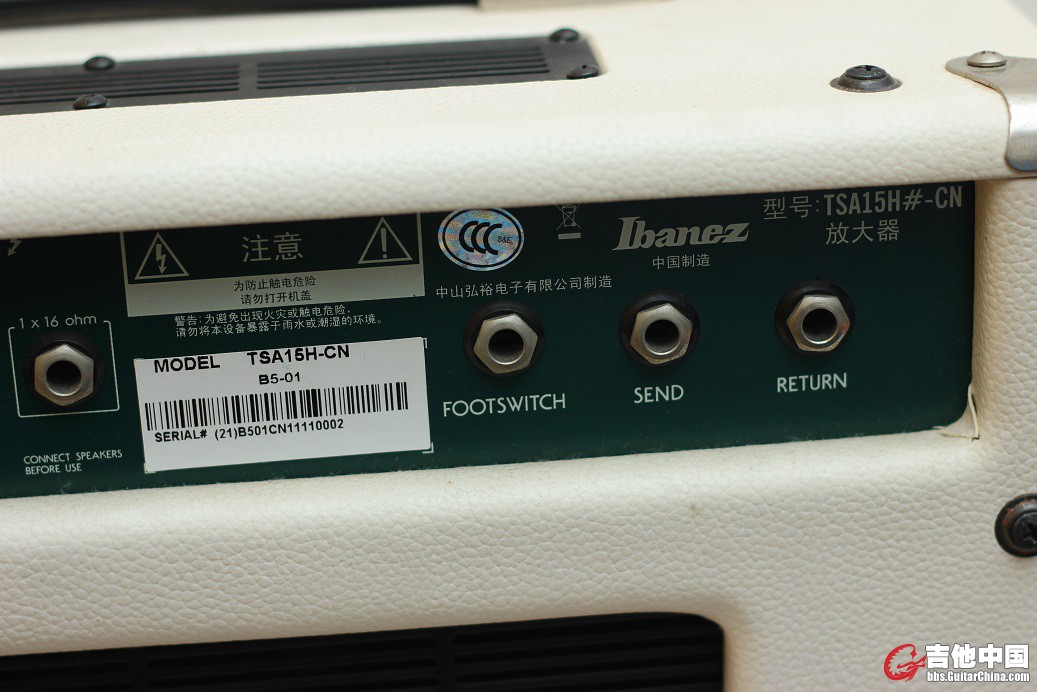 型号:TSA15H#-CN
放大器
Ibanez
中国制造
CCC
S&E
中山弘裕电子有限公司制造
注意
为防止触电危险
请勿打开机盖
警告:为避免出现火灾或触电危险,
请勿将本设备暴露于雨水或潮湿的环境。
1 x 16 ohm
MODEL TSA15H-CN
B5-01
SERIAL# (21)B501CN11110002
FOOTSWITCH
SEND
RETURN
CONNECT SPEAKERS
BEFORE USE
吉他中国
bbs.GuitarChina.com